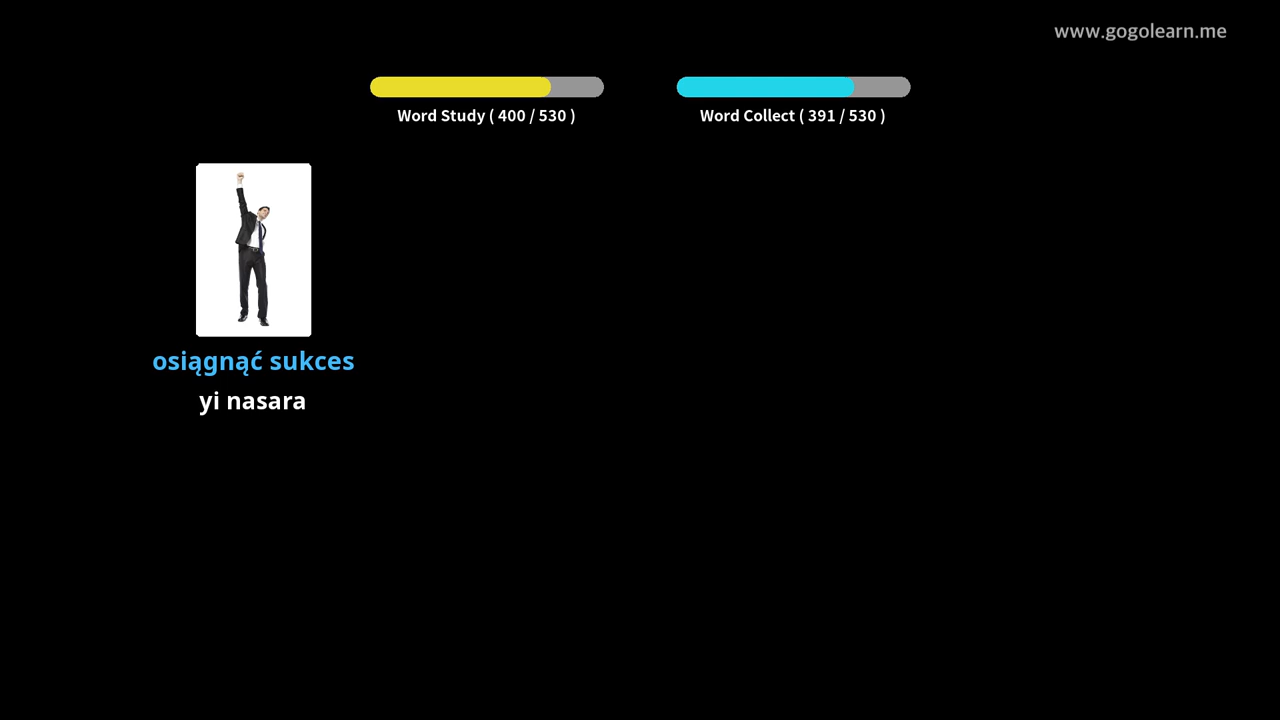 www.gogolearn.me
Word Study ( 400 / 530 )
Word Collect ( 391 / 530 )
osiągnąć sukces
yi nasara